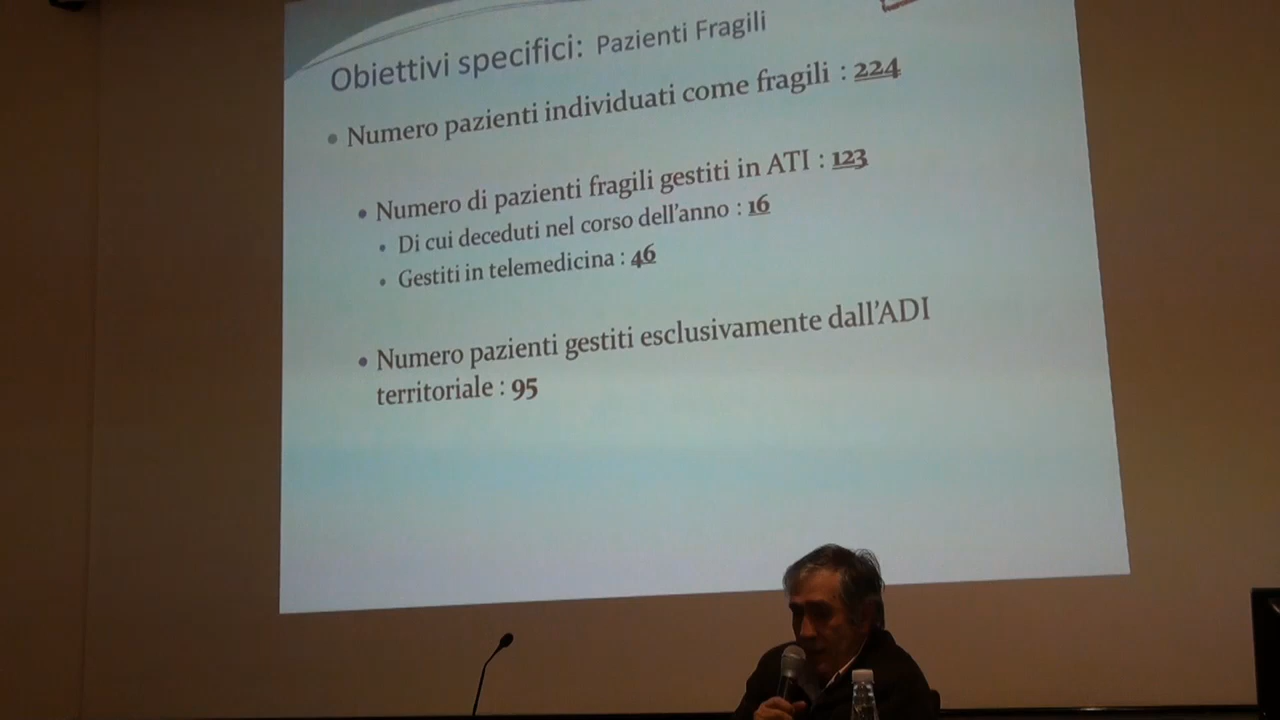 Obiettivi specifici: Pazienti Fragili
• Numero pazienti individuati come fragili : 224
• Numero di pazienti fragili gestiti in ATI : 123
• Di cui deceduti nel corso dell'anno : 16
• Gestiti in telemedicina : 46
• Numero pazienti gestiti esclusivamente dall'ADI
territoriale : 95